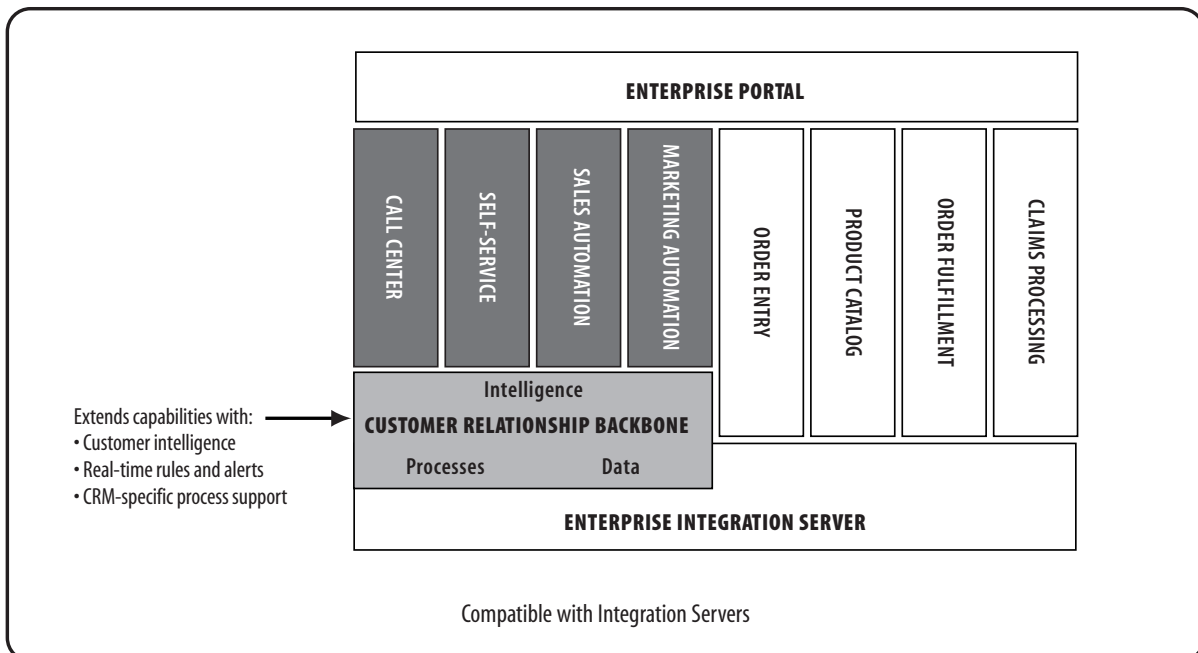 ENTERPRISE PORTAL
CALL CENTER
SELF-SERVICE
SALES AUTOMATION
MARKETING AUTOMATION
ORDER ENTRY
PRODUCT CATALOG
ORDER FULFILLMENT
CLAIMS PROCESSING
Intelligence
CUSTOMER RELATIONSHIP BACKBONE
Processes Data
Extends capabilities with:
• Customer intelligence
• Real-time rules and alerts
• CRM-specific process support
ENTERPRISE INTEGRATION SERVER
Compatible with Integration Servers